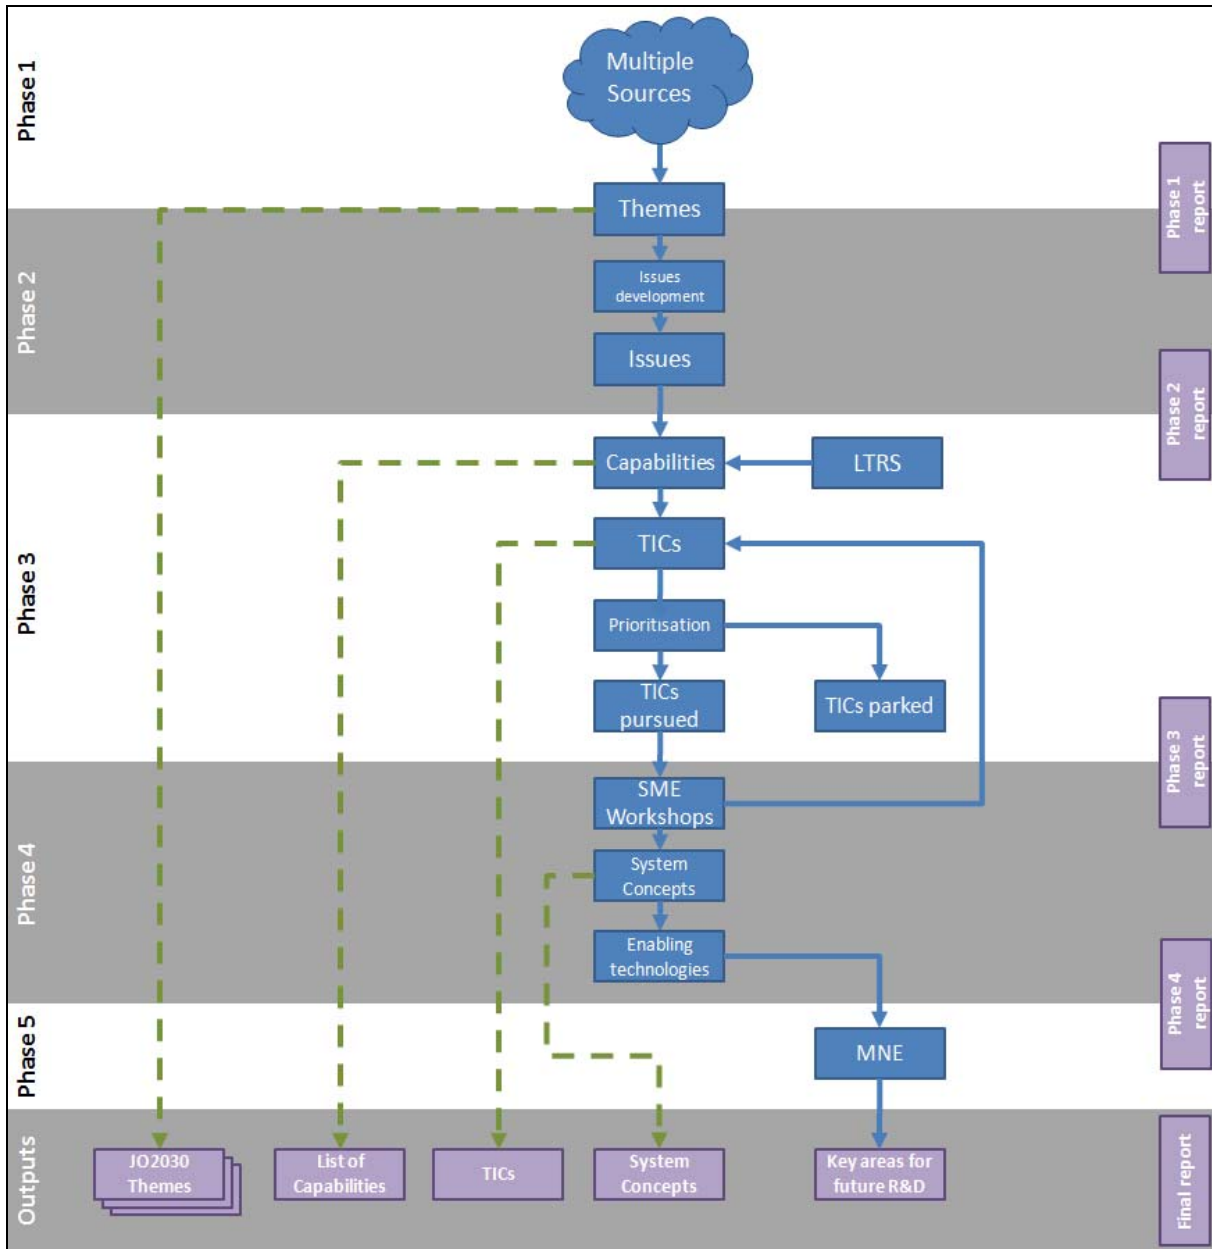 Phase 1
Multiple
Sources
Phase 1
report
Themes
Phase 2
Issues
development
Issues
Phase 2
report
Phase 3
Capabilities
LTRS
TICs
Prioritisation
TICs
pursued
TICs parked
Phase 3
report
Phase 4
SME
Workshops
System
Concepts
Enabling
technologies
Phase 4
report
Phase 5
MNE
Outputs
JO2030
Themes
List of
Capabilities
TICs
System
Concepts
Key areas for
future R&D
Final report